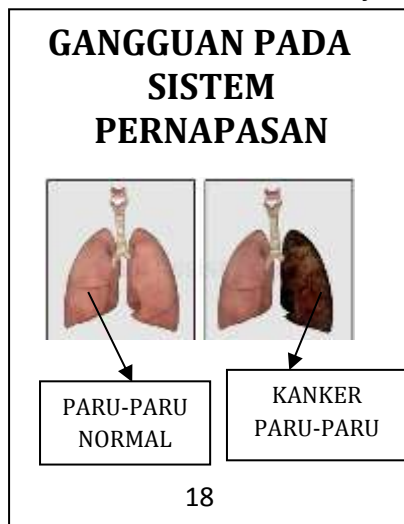 GANGGUAN PADA
SISTEM
PERNAPASAN
PARU-PARU
NORMAL
KANKER
PARU-PARU
18